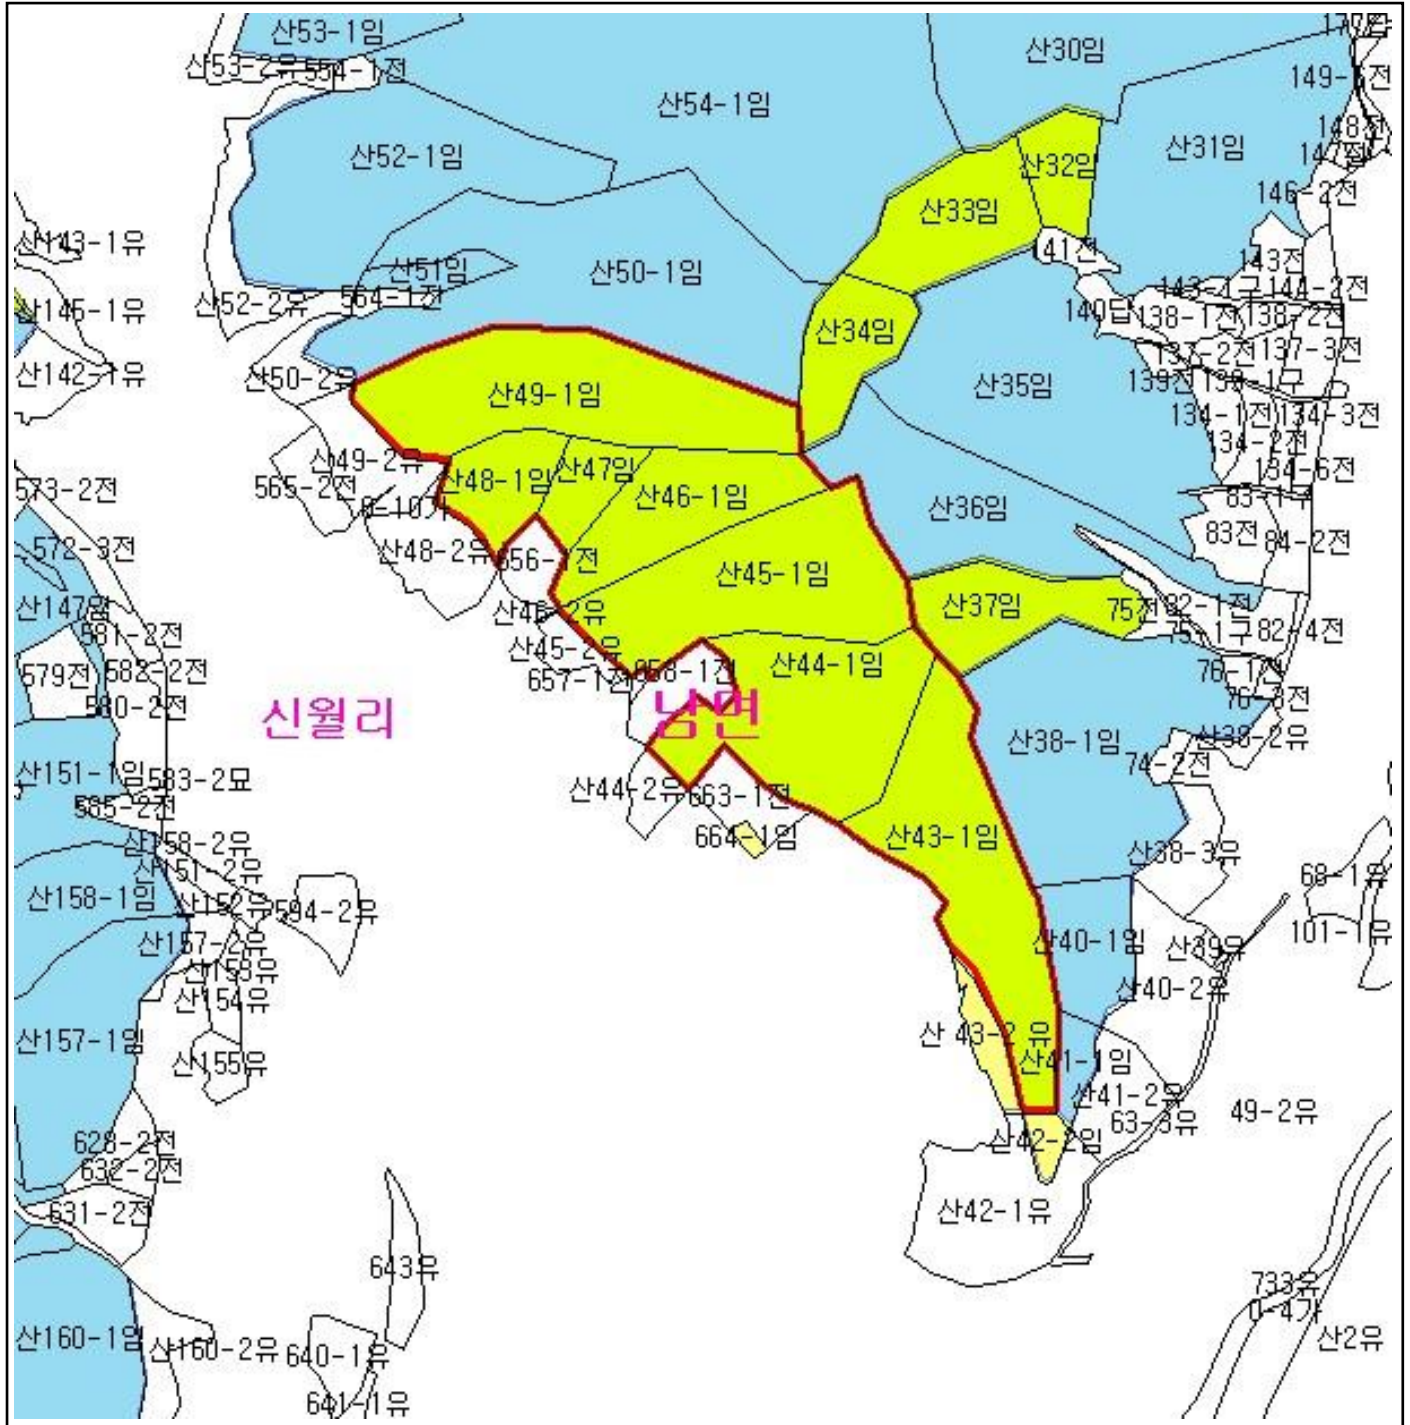 산53-1임
산30임
산53-2유
554-1전
149-5전
산54-1임
148전
산52-1임
산32임
산31임
146-2전
산33임
산143-1유
141전
143전
산51임
산50-1임
564-1전
143-1구
144-2전
산52-2유
산145-1유
140답
138-1전
138-2전
산34임
137-2전
137-3전
산142-1유
산50-2유
산35임
139전
산49-1임
134-1전
134-3전
134-2전
산49-2유
134-6전
565-2전
573-2전
산48-1임
산47임
산46-1임
83-1구
산36임
83전
84-2전
572-3전
산48-2유
656-1전
산45-1임
산147임
산46-2유
산37임
757전
82-1전
581-2전
산45-2유
75-1구
82-4전
579전
582-2전
657-1전
658-1전
산44-1임
76-1전
580-2전
76-3전
신월리
남면
산38-1임
산38-2유
산151-1임
583-2묘
74-2전
산44-2유
663-1전
585-2전
664-1임
산43-1임
산158-2유
산38-3유
산151-2유
68-1유
산158-1임
산152유
594-2유
101-1유
산157-2유
산40-1임
산39유
산153유
산154유
산40-2유
산157-1임
산 43-2 유
산155유
산41-1임
산41-2유
49-2유
63-3유
628-2전
산42-2임
632-2전
631-2전
산42-1유
643유
733유
0-4가
산160-1임
산160-2유
640-1유
산2유
641-1유